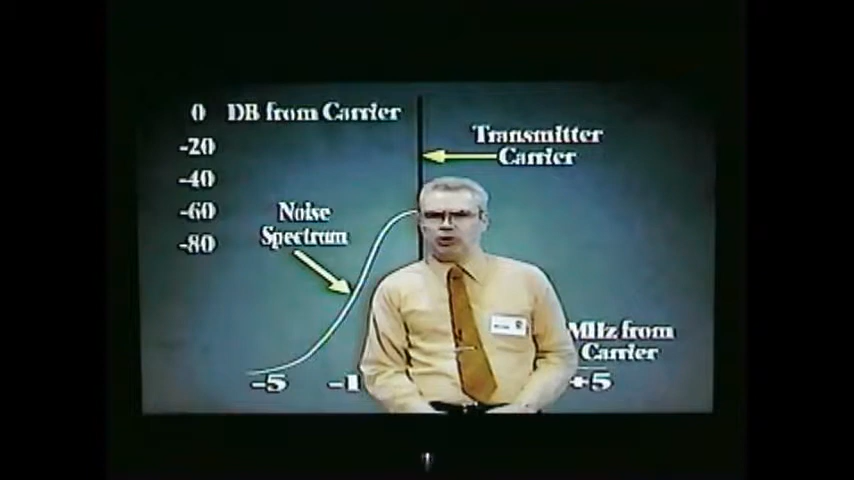 0 DB from Carrier
-20
-40
-60
-80
Transmitter
Carrier
Noise
Spectrum
MHz from
Carrier
-5 -1 +5